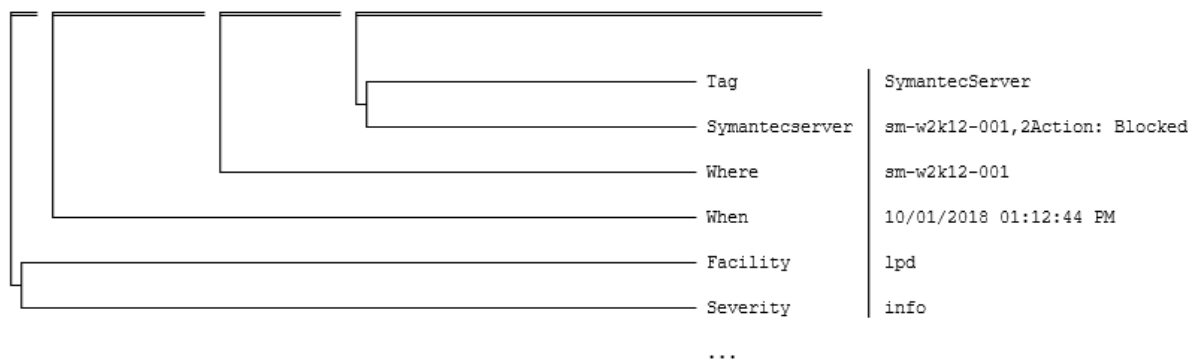 Tag SymantecServer
Symantecserver sm-w2k12-001,2Action: Blocked
Where sm-w2k12-001
When 10/01/2018 01:12:44 PM
Facility lpd
Severity info
...